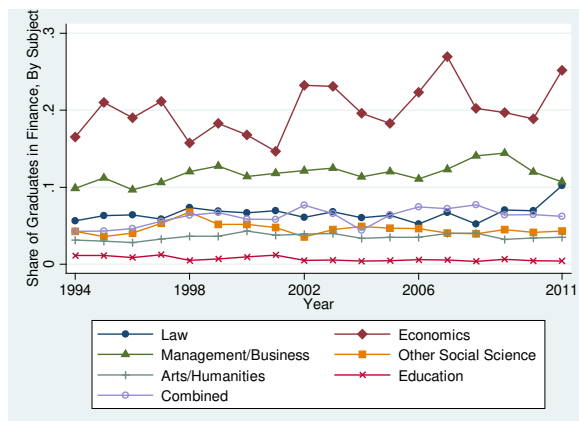 Share of Graduates in Finance, By Subject
.3
.2
.1
0
1994
1998
2002
2006
2011
Year
Law
Economics
Management/Business
Other Social Science
Arts/Humanities
Education
Combined